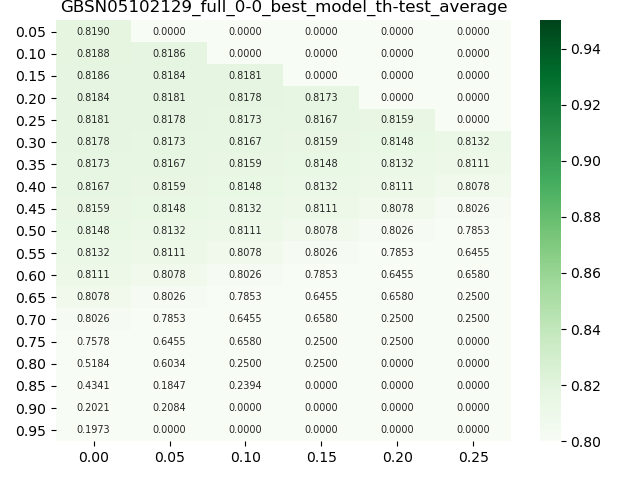 GBSN05102129_full_0-0_best_model_th-test_average
0.05 0.8190 0.0000 0.0000 0.0000 0.0000 0.0000
0.10 0.8188 0.8186 0.0000 0.0000 0.0000 0.0000
0.15 0.8186 0.8184 0.8181 0.0000 0.0000 0.0000
0.20 0.8184 0.8181 0.8178 0.8173 0.0000 0.0000
0.25 0.8181 0.8178 0.8173 0.8167 0.8159 0.0000
0.30 0.8178 0.8173 0.8167 0.8159 0.8148 0.8132
0.35 0.8173 0.8167 0.8159 0.8148 0.8132 0.8111
0.40 0.8167 0.8159 0.8148 0.8132 0.8111 0.8078
0.45 0.8159 0.8148 0.8132 0.8111 0.8078 0.8026
0.50 0.8148 0.8132 0.8111 0.8078 0.8026 0.7853
0.55 0.8132 0.8111 0.8078 0.8026 0.7853 0.6455
0.60 0.8111 0.8078 0.8026 0.7853 0.6455 0.6580
0.65 0.8078 0.8026 0.7853 0.6455 0.6580 0.2500
0.70 0.8026 0.7853 0.6455 0.6580 0.2500 0.2500
0.75 0.7578 0.6455 0.6580 0.2500 0.2500 0.0000
0.80 0.5184 0.6034 0.2500 0.2500 0.0000 0.0000
0.85 0.4341 0.1847 0.2394 0.0000 0.0000 0.0000
0.90 0.2021 0.2084 0.0000 0.0000 0.0000 0.0000
0.95 0.1973 0.0000 0.0000 0.0000 0.0000 0.0000
0.00 0.05 0.10 0.15 0.20 0.25
0.94
0.92
0.90
0.88
0.86
0.84
0.82
0.80